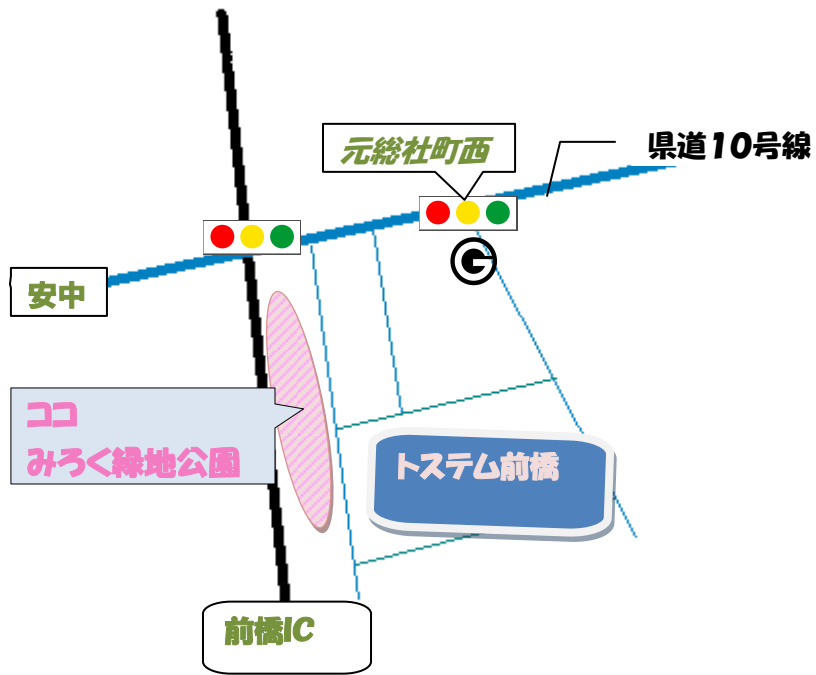 県道10号線
元総社町西
安中
ココ
みろく緑地公園
トステム前橋
前橋IC